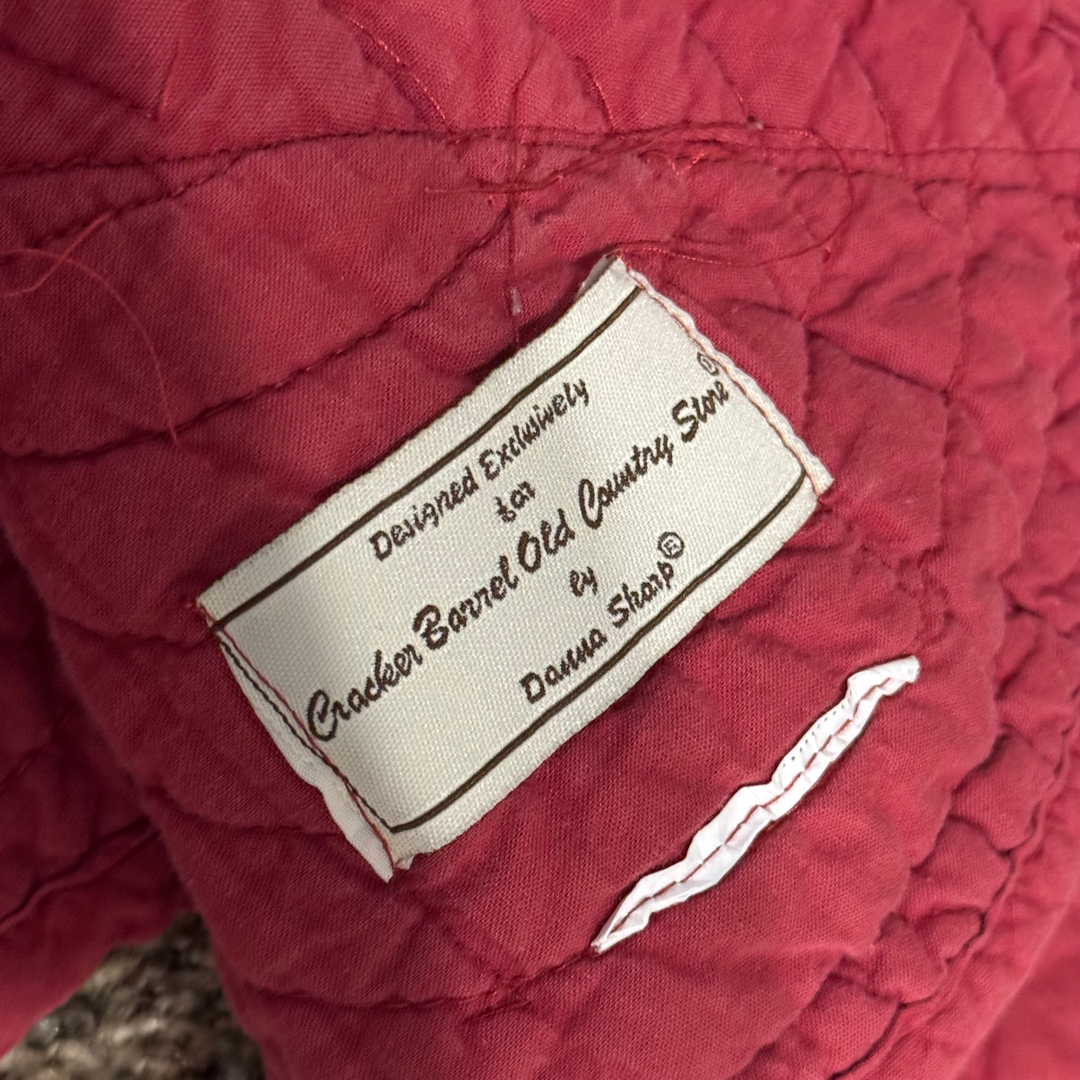 Designed Exclusively
for
Cracker Barrel Old Country Store®
by
Donna Sharp®